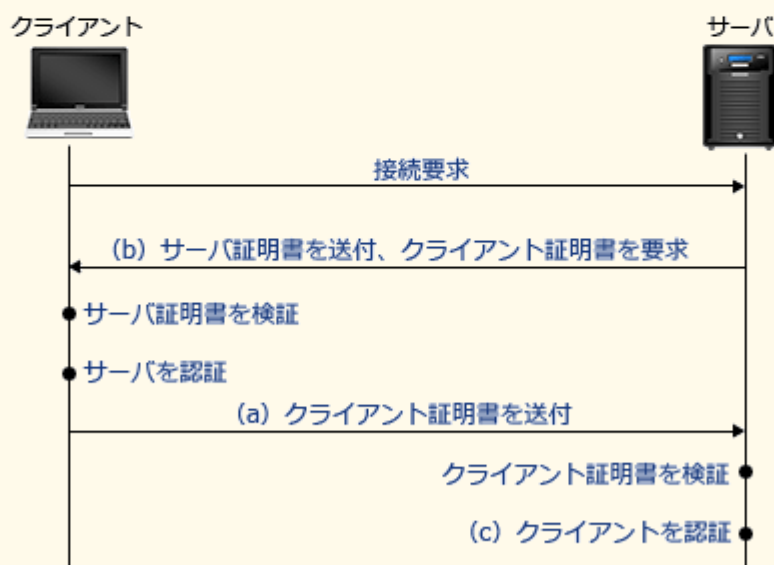 クライアント
サーバ
接続要求
（b）サーバ証明書を送付、クライアント証明書を要求
サーバ証明書を検証
サーバを認証
（a）クライアント証明書を送付
クライアント証明書を検証
（c）クライアントを認証